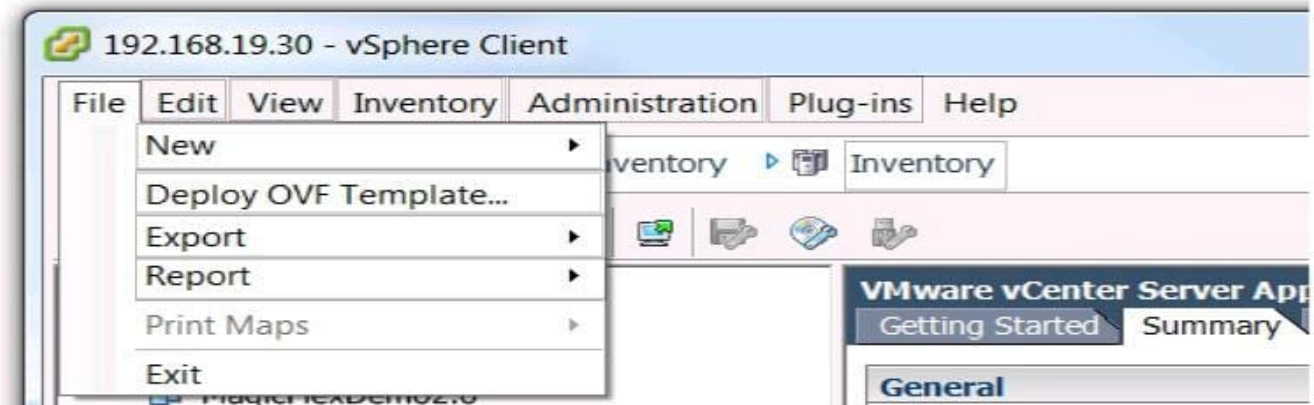 192.168.19.30 - vSphere Client
File Edit View Inventory Administration Plug-ins Help
New
Inventory
Deploy OVF Template...
Export
Report
VMware vCenter Server
Print Maps
Getting Started Summary
Exit
General